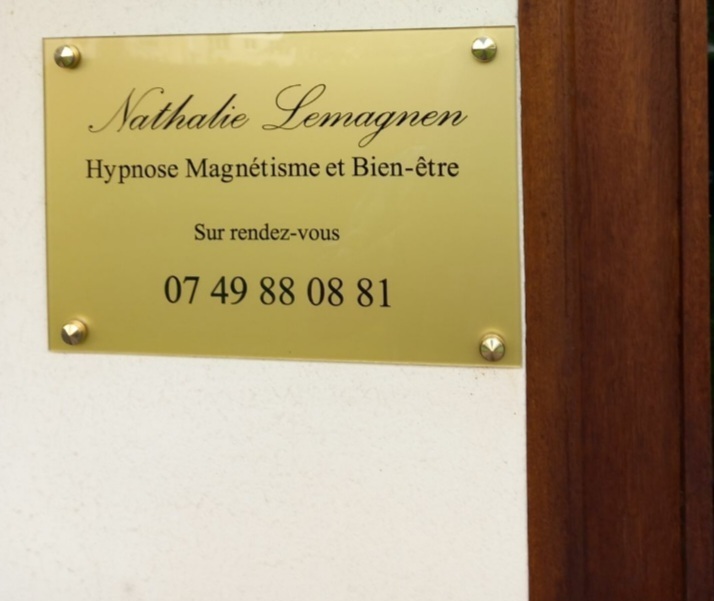 Nathalie Lemagnen
Hypnose Magnétisme et Bien-être
Sur rendez-vous
07 49 88 08 81